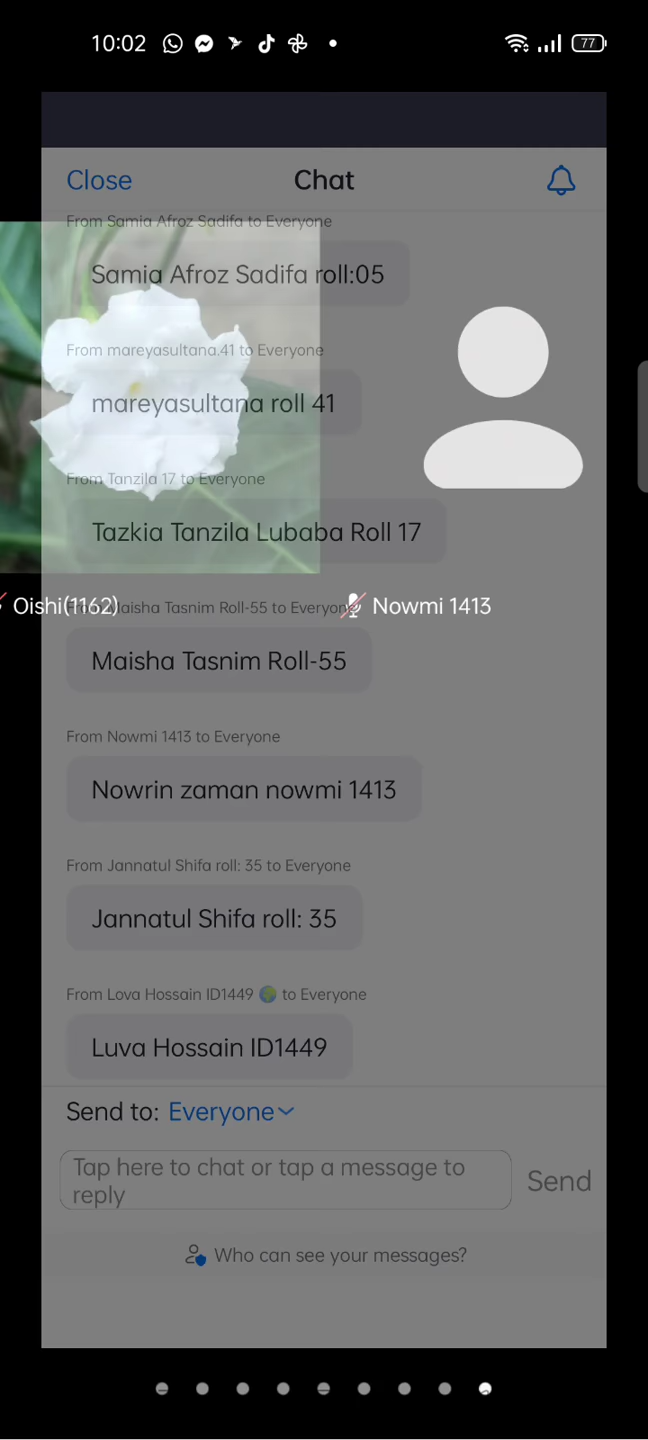 10:02
77
Close
Chat
From Samia Afroz Sadifa to Everyone
Samia Afroz Sadifa roll:05
From mareyasultana.41 to Everyone
mareyasultana roll 41
From Tanzila 17 to Everyone
Tazkia Tanzila Lubaba Roll 17
Oishi(1162)
From Maisha Tasnim Roll-55 to Everyone
Nowmi 1413
Maisha Tasnim Roll-55
From Nowmi 1413 to Everyone
Nowrin zaman nowmi 1413
From Jannatul Shifa roll: 35 to Everyone
Jannatul Shifa roll: 35
From Lova Hossain ID1449 🌍 to Everyone
Luva Hossain ID1449
Send to: Everyone
Tap here to chat or tap a message to
reply
Send
Who can see your messages?